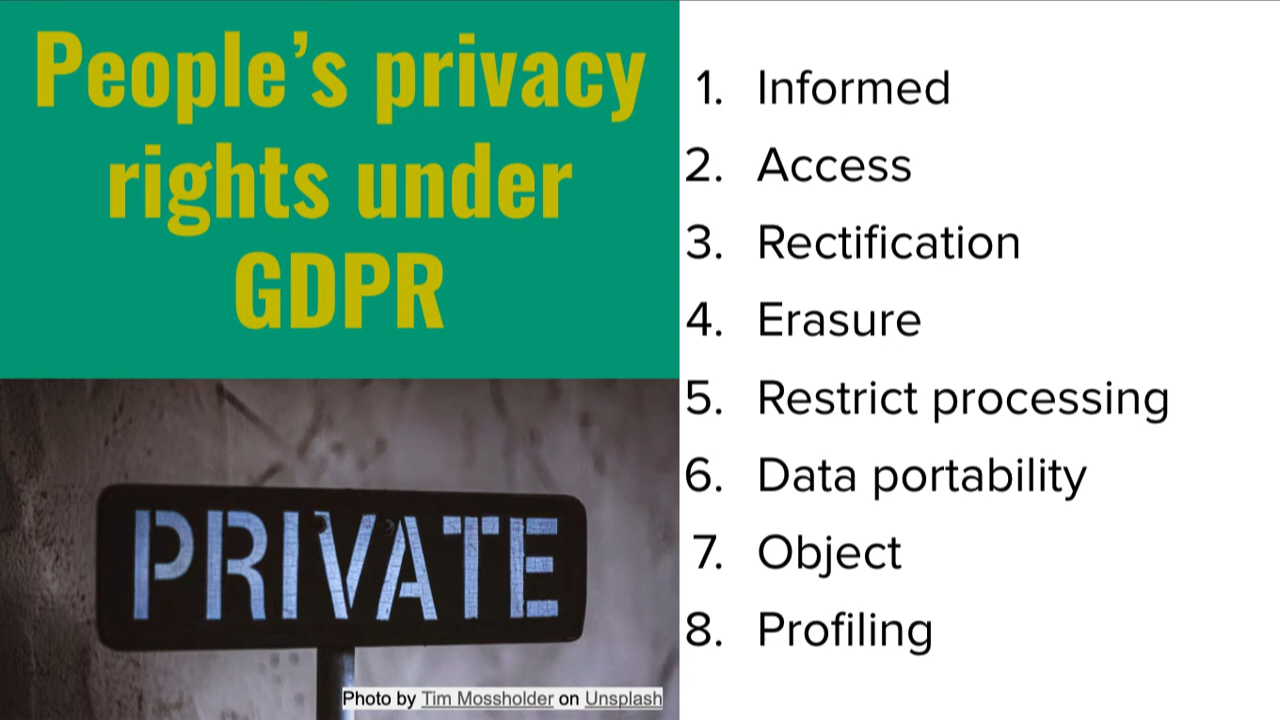 People’s privacy
rights under
GDPR
PRIVATE
Photo by Tim Mossholder on Unsplash
1. Informed
2. Access
3. Rectification
4. Erasure
5. Restrict processing
6. Data portability
7. Object
8. Profiling